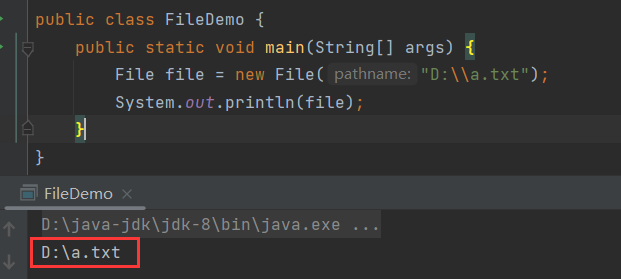 public class FileDemo {
public static void main(String[] args) {
File file = new File( pathname: "D:\\a.txt");
System.out.println(file);
}
}
FileDemo ×
D:\java-jdk\jdk-8\bin\java.exe ...
D:\a.txt